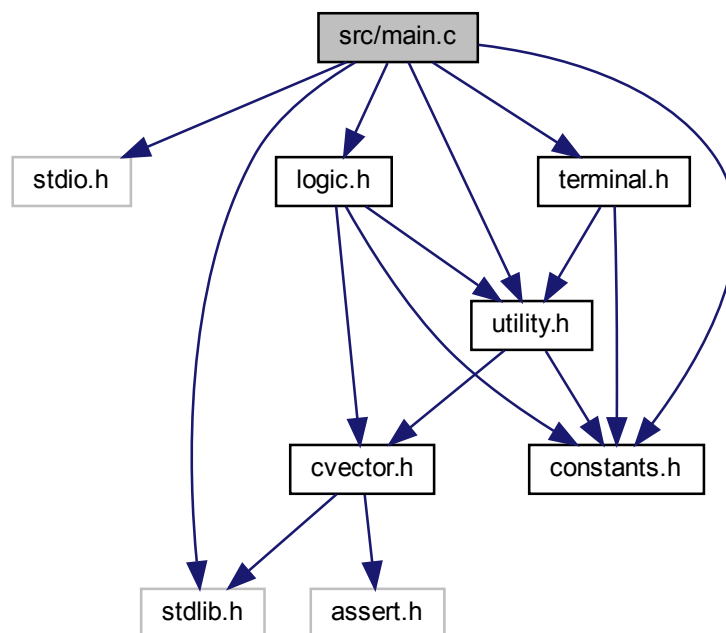 src/main.c
stdio.h
logic.h
terminal.h
utility.h
cvector.h
constants.h
stdlib.h
assert.h